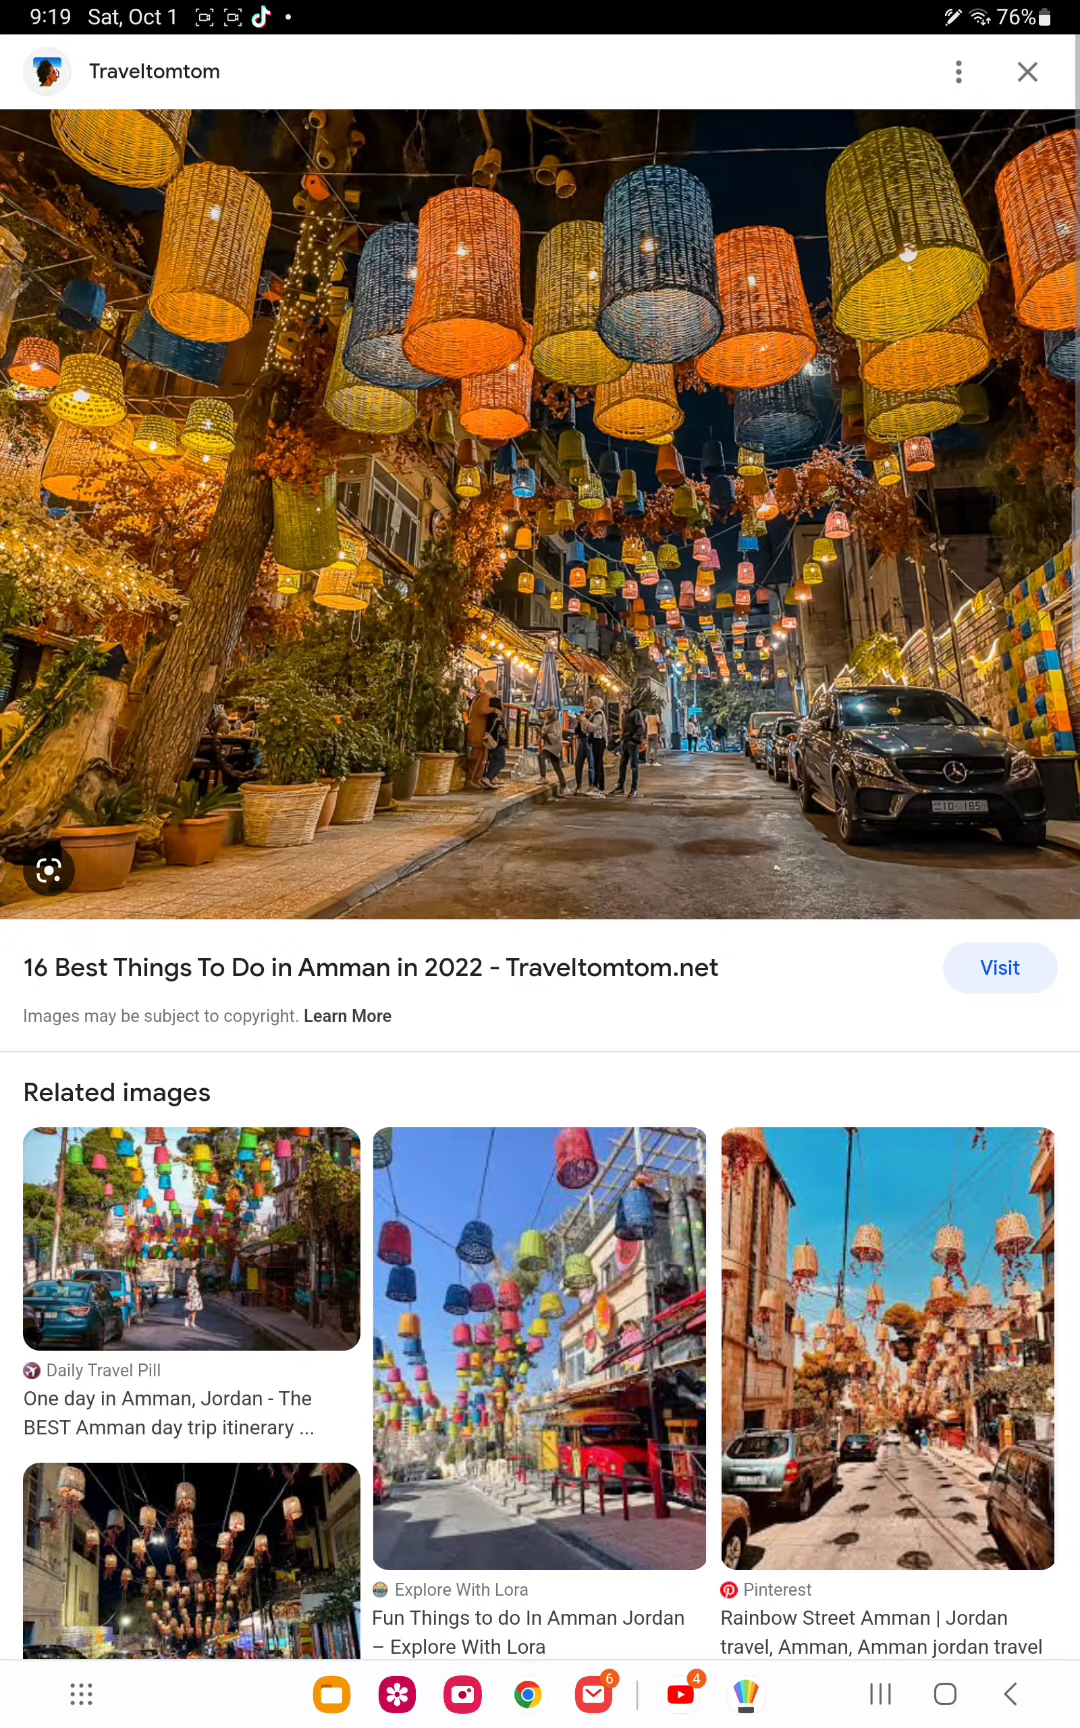 9:19 Sat, Oct 1
76%
Traveltomtom
10 185
16 Best Things To Do in Amman in 2022 - Traveltomtom.net
Visit
Images may be subject to copyright. Learn More
Related images
Daily Travel Pill
One day in Amman, Jordan - The
BEST Amman day trip itinerary ...
Explore With Lora
Fun Things to do In Amman Jordan
– Explore With Lora
Pinterest
Rainbow Street Amman | Jordan
travel, Amman, Amman jordan travel
6
4